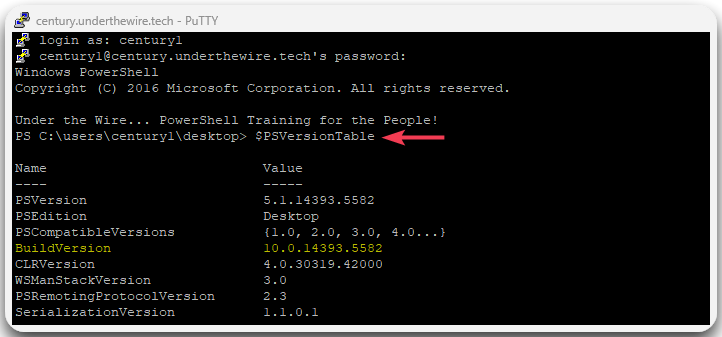 century.underthewire.tech - PuTTY
login as: century1
century1@century.underthewire.tech's password:
Windows PowerShell
Copyright (C) 2016 Microsoft Corporation. All rights reserved.
Under the Wire... PowerShell Training for the People!
PS C:\users\century1\desktop> $PSVersionTable
Name Value
---- -----
PSVersion 5.1.14393.5582
PSEdition Desktop
PSCompatibleVersions {1.0, 2.0, 3.0, 4.0...}
BuildVersion 10.0.14393.5582
CLRVersion 4.0.30319.42000
WSManStackVersion 3.0
PSRemotingProtocolVersion 2.3
SerializationVersion 1.1.0.1